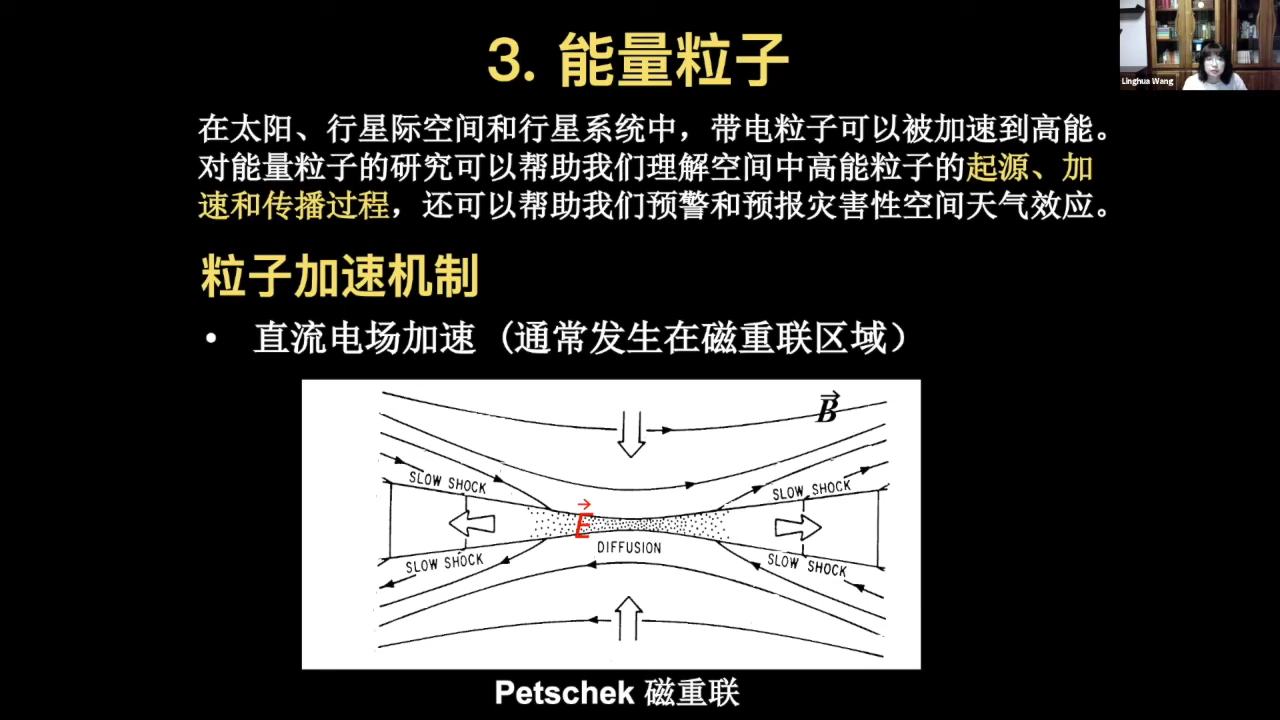 3. 能量粒子
Linghua Wang
在太阳、行星际空间和行星系统中，带电粒子可以被加速到高能。
对能量粒子的研究可以帮助我们理解空间中高能粒子的起源、加
速和传播过程，还可以帮助我们预警和预报灾害性空间天气效应。
粒子加速机制
• 直流电场加速（通常发生在磁重联区域）
B
SLOW SHOCK
SLOW SHOCK
E
DIFFUSION
SLOW SHOCK
SLOW SHOCK
Petschek 磁重联